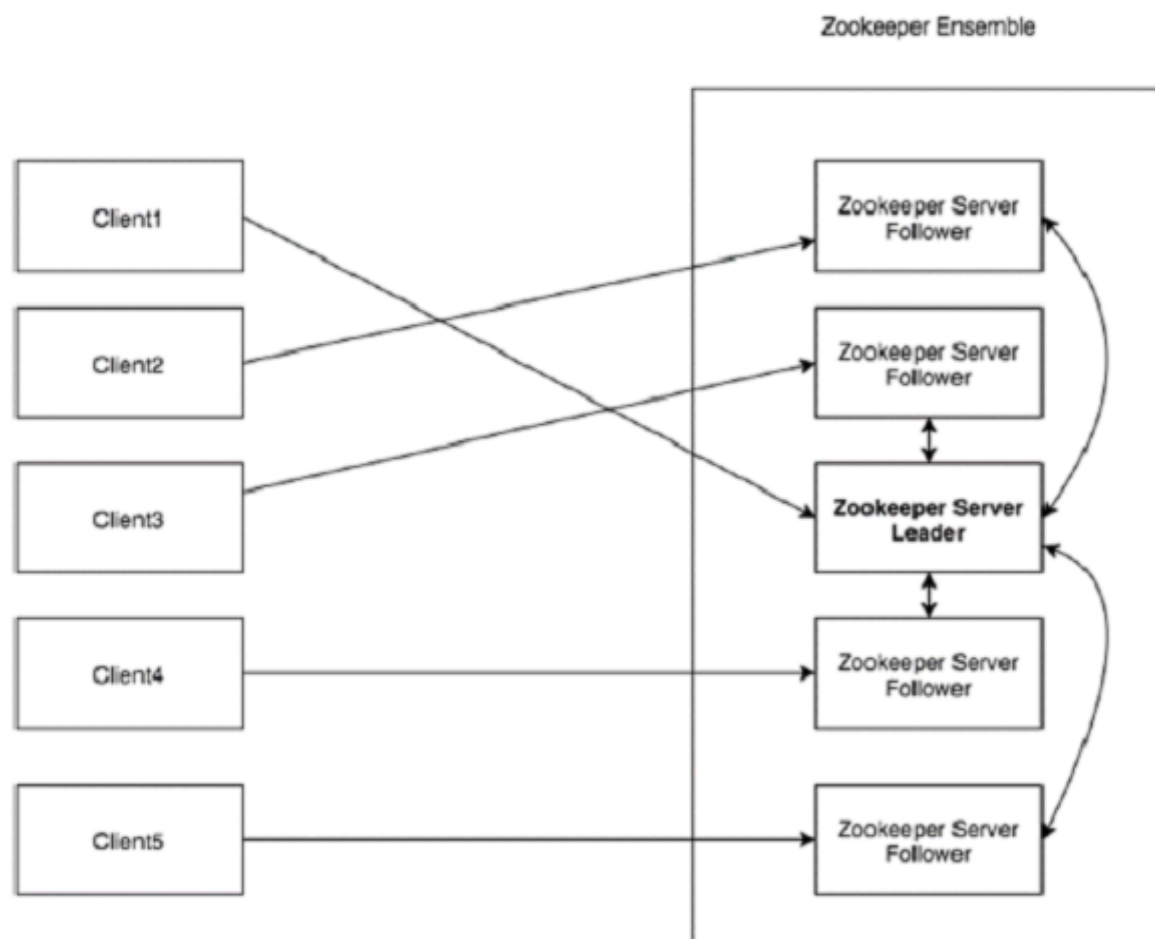 Zookeeper Ensemble
Client1
Zookeeper Server
Follower
Client2
Zookeeper Server
Follower
Client3
Zookeeper Server
Leader
Client4
Zookeeper Server
Follower
Client5
Zookeeper Server
Follower